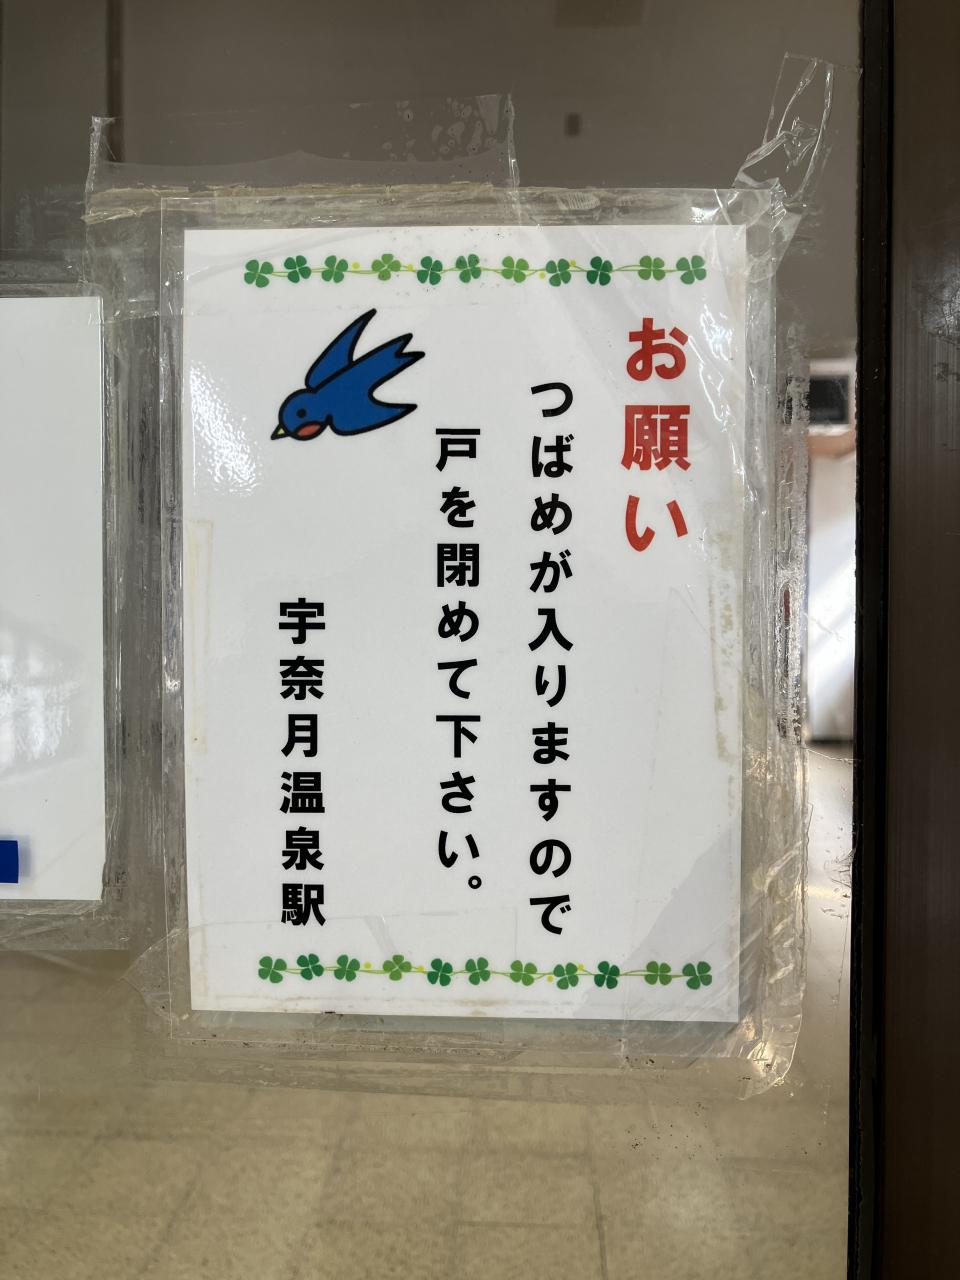 お願い
つばめが入りますので
戸を閉めて下さい。
宇奈月温泉駅